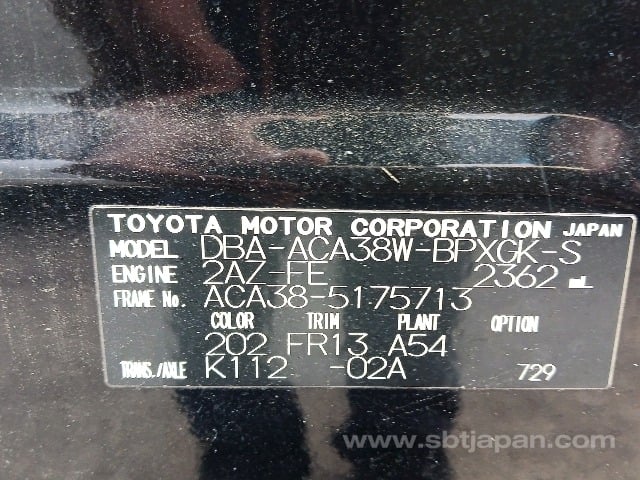 TOYOTA MOTOR CORPORATION JAPAN
MODEL DBA-ACA38W-BPXGK-S
ENGINE 2AZ-FE 2362 mL
FRAME No. ACA38-5175713
COLOR TRIM PLANT OPTION
202 FR13 A54
TRANS./AXLE K112 -02A 729
www.sbtjapan.com